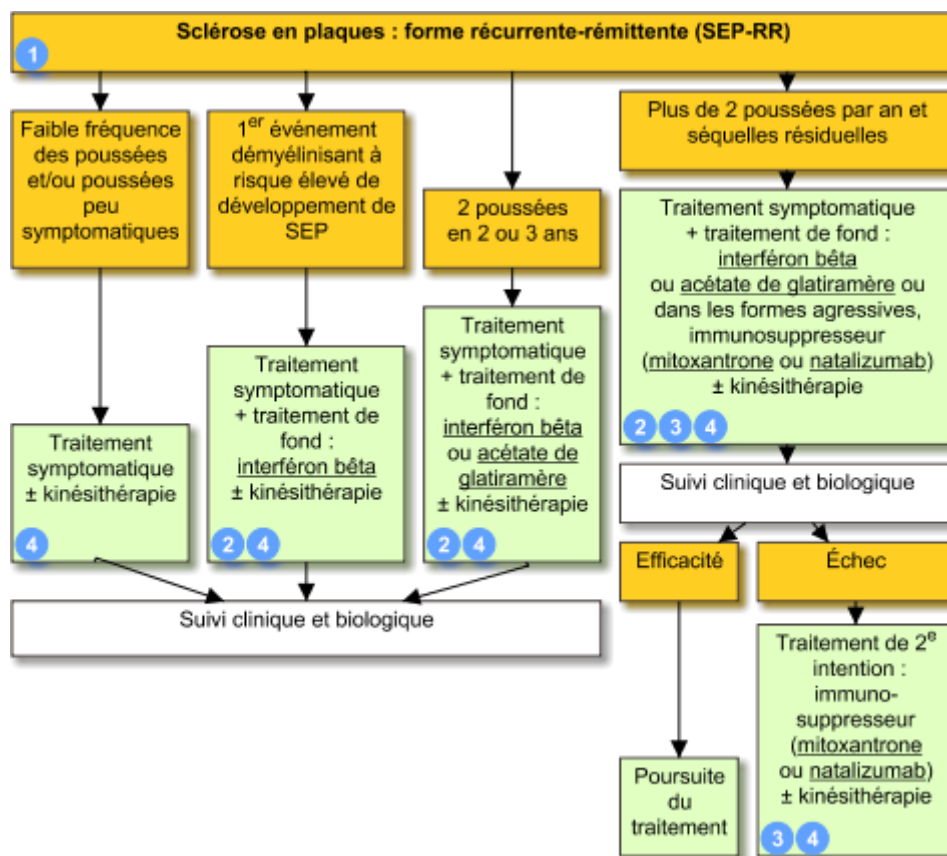 Sclérose en plaques : forme récurrente-rémittente (SEP-RR)
1
Faible fréquence
des poussées
et/ou poussées
peu
symptomatiques
1er événement
démyélinisant à
risque élevé de
développement de
SEP
2 poussées
en 2 ou 3 ans
Plus de 2 poussées par an et
séquelles résiduelles
Traitement
symptomatique
± kinésithérapie
4
Traitement
symptomatique
+ traitement de
fond :
interféron bêta
± kinésithérapie
2 4
Traitement
symptomatique
+ traitement de
fond :
interféron bêta
ou acétate de
glatiramère
± kinésithérapie
2 4
Traitement symptomatique
+ traitement de fond :
interféron bêta
ou acétate de glatiramère ou
dans les formes agressives,
immunosuppresseur
(mitoxantrone ou natalizumab)
± kinésithérapie
2 3 4
Suivi clinique et biologique
Suivi clinique et biologique
Efficacité
Échec
Poursuite
du
traitement
Traitement de 2e
intention :
immuno-
suppresseur
(mitoxantrone
ou natalizumab)
± kinésithérapie
3 4